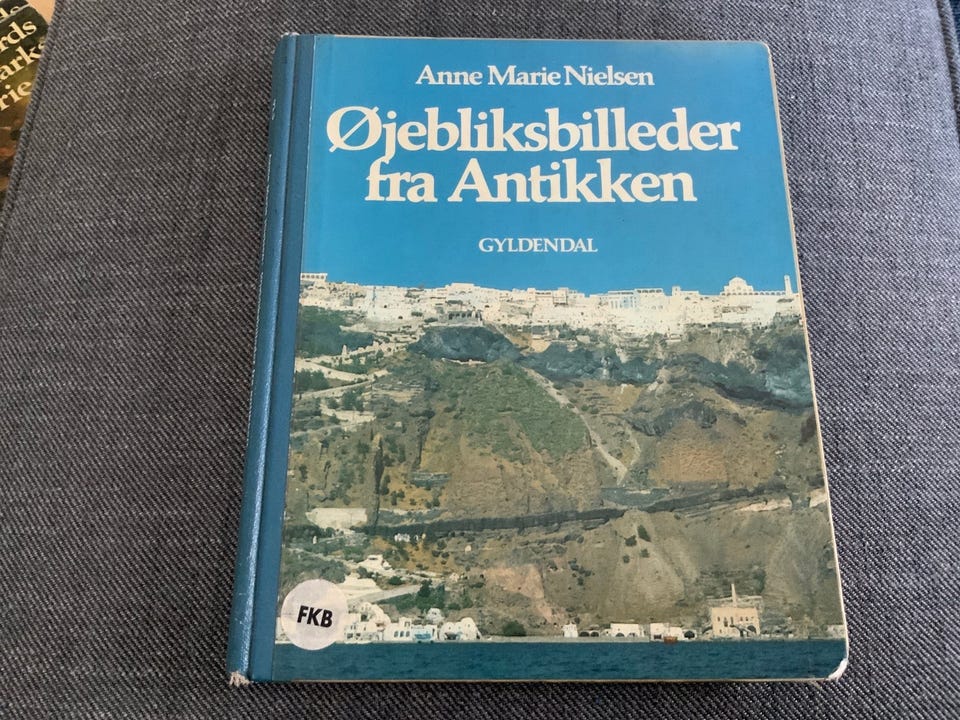 Anne Marie Nielsen
Øjebliksbilleder
fra Antikken
GYLDENDAL
FKB